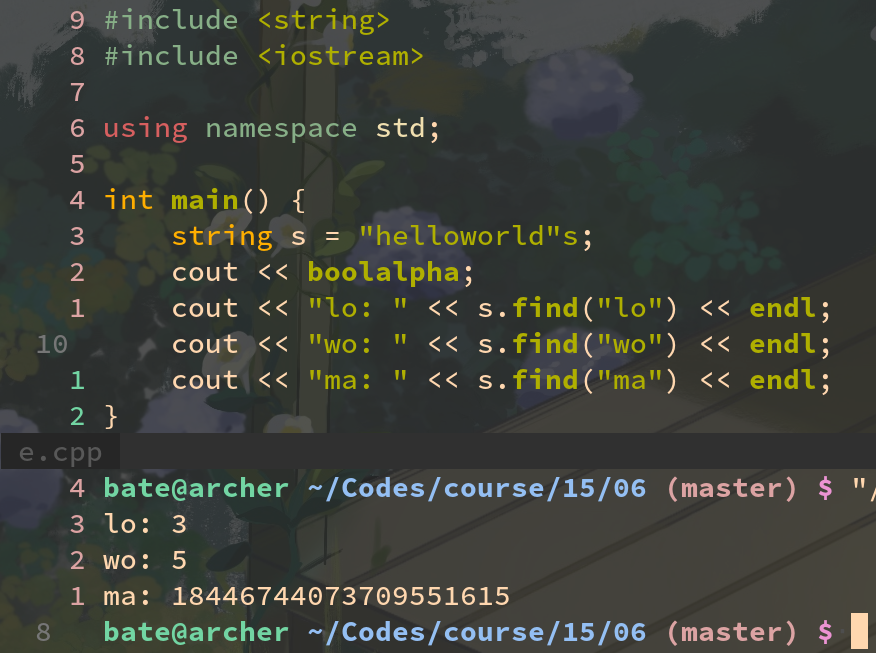 9 #include <string>
8 #include <iostream>
7
6 using namespace std;
5
4 int main() {
3     string s = "helloworld"s;
2     cout << boolalpha;
1     cout << "lo: " << s.find("lo") << endl;
10     cout << "wo: " << s.find("wo") << endl;
1     cout << "ma: " << s.find("ma") << endl;
2 }
e.cpp
4 bate@archer ~/Codes/course/15/06 (master) $ "/
3 lo: 3
2 wo: 5
1 ma: 18446744073709551615
8 bate@archer ~/Codes/course/15/06 (master) $